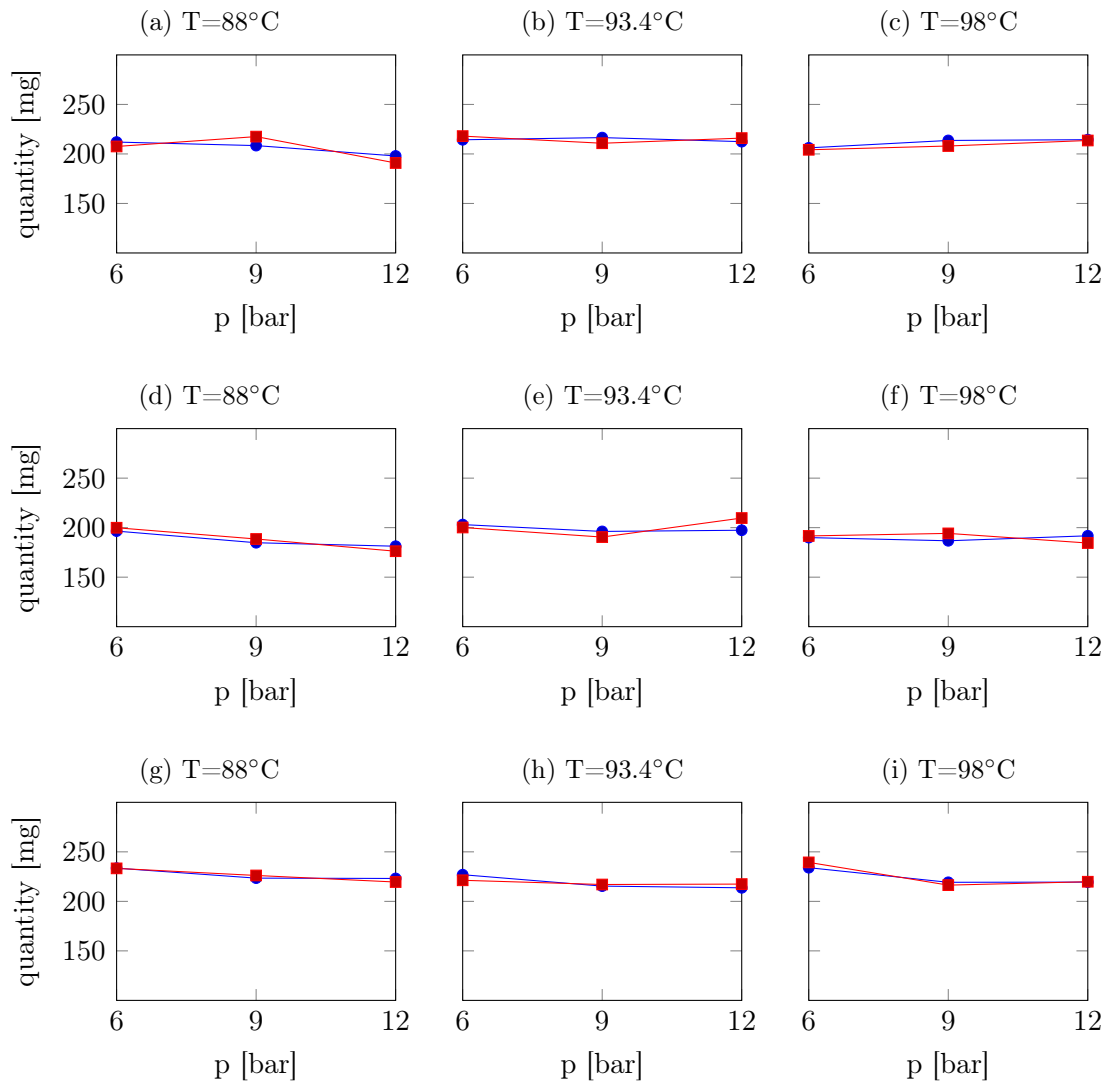 (a) T=88°C
(b) T=93.4°C
(c) T=98°C
quantity [mg]
250
200
150
6
9
12
6
9
12
6
9
12
p [bar]
p [bar]
p [bar]
(d) T=88°C
(e) T=93.4°C
(f) T=98°C
quantity [mg]
250
200
150
6
9
12
6
9
12
6
9
12
p [bar]
p [bar]
p [bar]
(g) T=88°C
(h) T=93.4°C
(i) T=98°C
quantity [mg]
250
200
150
6
9
12
6
9
12
6
9
12
p [bar]
p [bar]
p [bar]